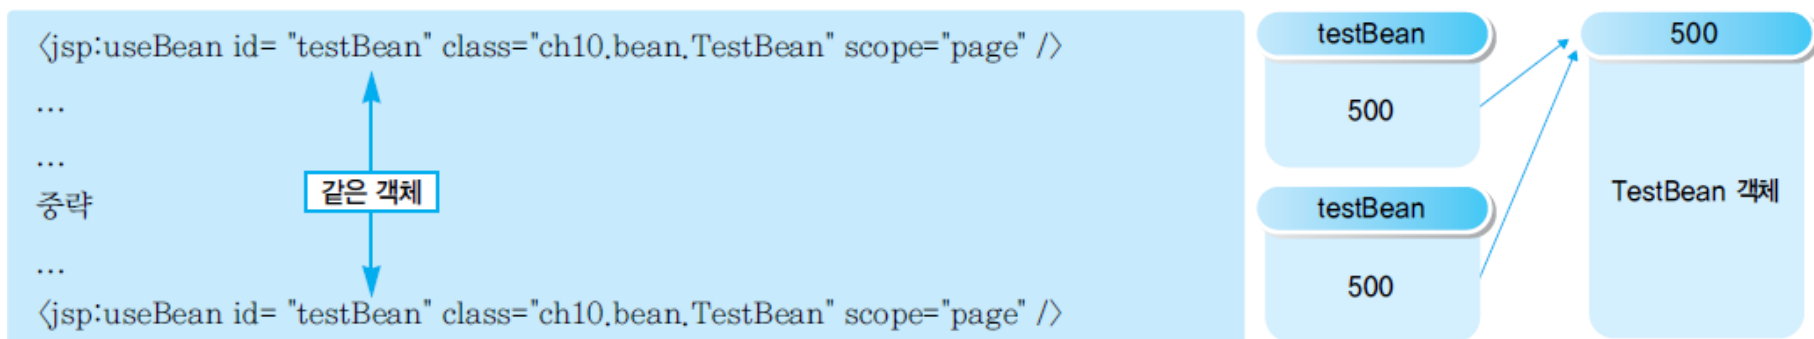 〈jsp:useBean id= "testBean" class="ch10.bean.TestBean" scope="page" /〉
...
...
중략
같은 객체
...
〈jsp:useBean id= "testBean" class="ch10.bean.TestBean" scope="page" /〉
testBean
500
testBean
500
500
TestBean 객체